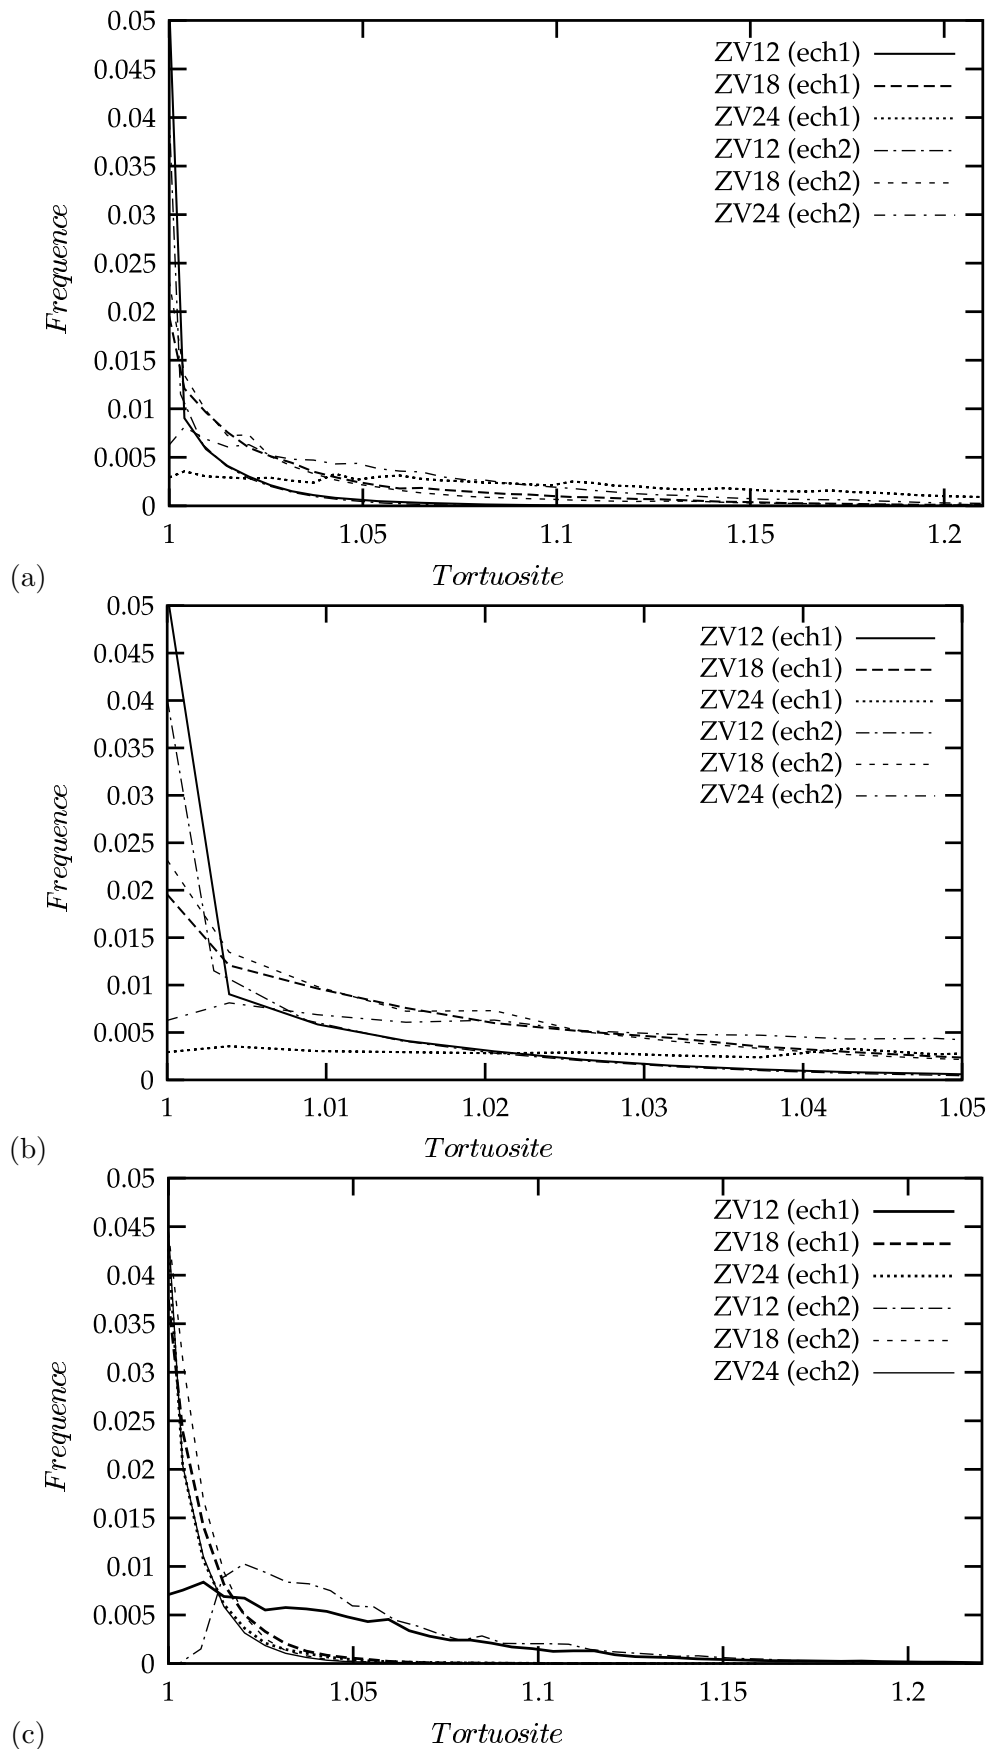 0.05
0.045
0.04
0.035
0.03
0.025
0.02
0.015
0.01
0.005
0
Frequence
ZV12 (ech1)
ZV18 (ech1)
ZV24 (ech1)
ZV12 (ech2)
ZV18 (ech2)
ZV24 (ech2)
1 1.05 1.1 1.15 1.2
(a) Tortuosite
0.05
0.045
0.04
0.035
0.03
0.025
0.02
0.015
0.01
0.005
0
Frequence
ZV12 (ech1)
ZV18 (ech1)
ZV24 (ech1)
ZV12 (ech2)
ZV18 (ech2)
ZV24 (ech2)
1 1.01 1.02 1.03 1.04 1.05
(b) Tortuosite
0.05
0.045
0.04
0.035
0.03
0.025
0.02
0.015
0.01
0.005
0
Frequence
ZV12 (ech1)
ZV18 (ech1)
ZV24 (ech1)
ZV12 (ech2)
ZV18 (ech2)
ZV24 (ech2)
1 1.05 1.1 1.15 1.2
(c) Tortuosite